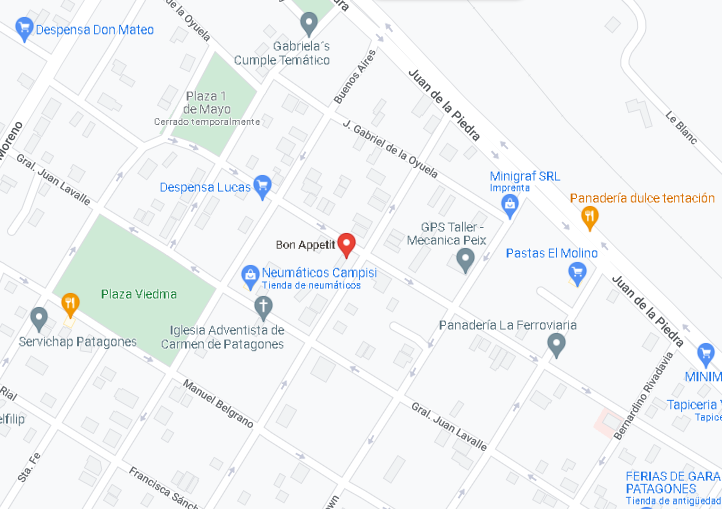 de la Oyuela
Despensa Don Mateo
Gabriela´s
Cumple Temático
Buenos Aires
Juan de la Piedra
Le Blanc
Plaza 1
de Mayo
Cerrado temporalmente
Moreno
J. Gabriel de la Oyuela
Gral. Juan Lavalle
Despensa Lucas
Minigraf SRL
Imprenta
Panadería dulce tentación
GPS Taller -
Mecanica Peix
Bon Appetit
Pastas El Molino
Neumáticos Campisi
Tienda de neumáticos
Juan de la Piedra
Plaza Viedma
Iglesia Adventista de
Carmen de Patagones
Panadería La Ferroviaria
Servichap Patagones
MINIM
Bernardino Rivadavia
Manuel Belgrano
Rial
Gral. Juan Lavalle
Tapiceria
Tapice
elfilip
Sta. Fe
Francisca Sánch
own
FERIAS DE GARA
PATAGONES
Tienda de antigüedad